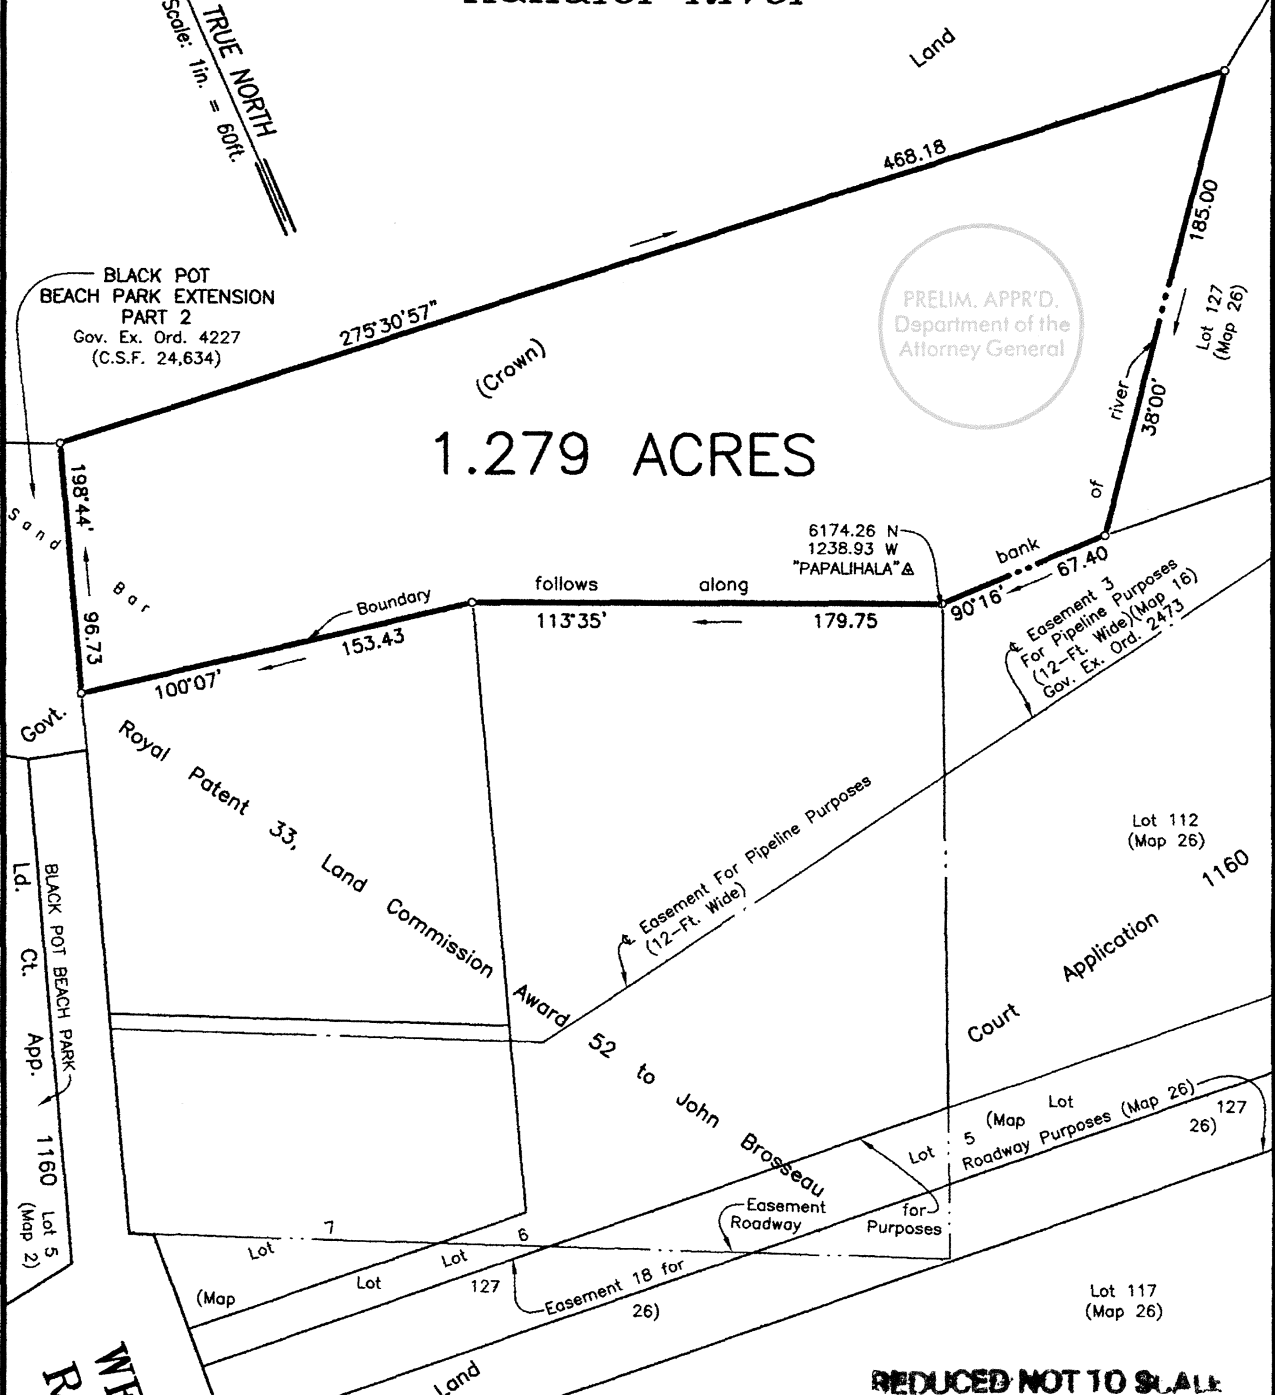 TRUE NORTH
Scale: 1in. = 60ft.
Land
468.18
185.00
BLACK POT
BEACH PARK EXTENSION
PART 2
Gov. Ex. Ord. 4227
(C.S.F. 24,634)
275°30'57"
(Crown)
PRELIM. APPR'D.
Department of the
Attorney General
Lot 127
(Map 26)
river
38°00'
1.279 ACRES
198°44'
96.73
Sand
Bar
of
bank
6174.26 N
1238.93 W
"PAPALIHALA"
67.40
90°16'
follows along
Boundary
113°35'
179.75
153.43
100°07'
℄ Easement 3
For Pipeline Purposes
(12-Ft. Wide)(Map 16)
Gov. Ex. Ord. 2473
Govt.
Royal Patent 33, Land Commission Award 52 to John Brosseau
℄ Easement For Pipeline Purposes
(12-Ft. Wide)
Lot 112
(Map 26)
Court Application 1160
BLACK POT BEACH PARK
Ld. Ct. App. 1160
Lot 5
(Map 2)
Lot 5 (Map Lot 127
26)
Roadway Purposes (Map 26)
Easement
Roadway
for
Purposes
Lot 7
Lot 6
(Map Lot 127
26)
Easement 18 for
Lot 117
(Map 26)
Land
REDUCED NOT TO SCALE